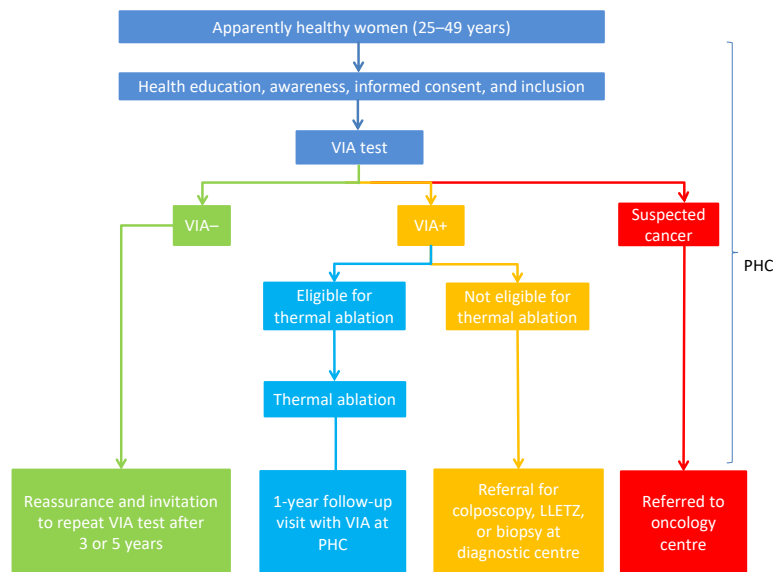 Apparently healthy women (25–49 years)
Health education, awareness, informed consent, and inclusion
VIA test
VIA–
VIA+
Suspected
cancer
PHC
Eligible for
thermal ablation
Not eligible for
thermal ablation
Thermal ablation
Reassurance and invitation
to repeat VIA test after
3 or 5 years
1-year follow-up
visit with VIA at
PHC
Referral for
colposcopy, LLETZ,
or biopsy at
diagnostic centre
Referred to
oncology
centre